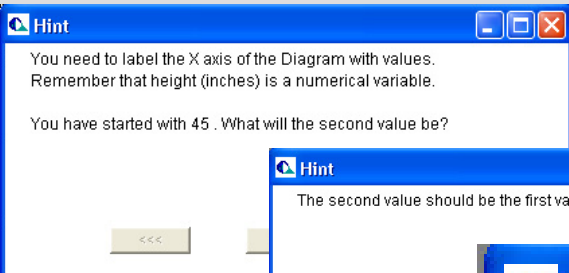 Hint
You need to label the X axis of the Diagram with values.
Remember that height (inches) is a numerical variable.
You have started with 45 . What will the second value be?
Hint
The second value should be the first
<<<